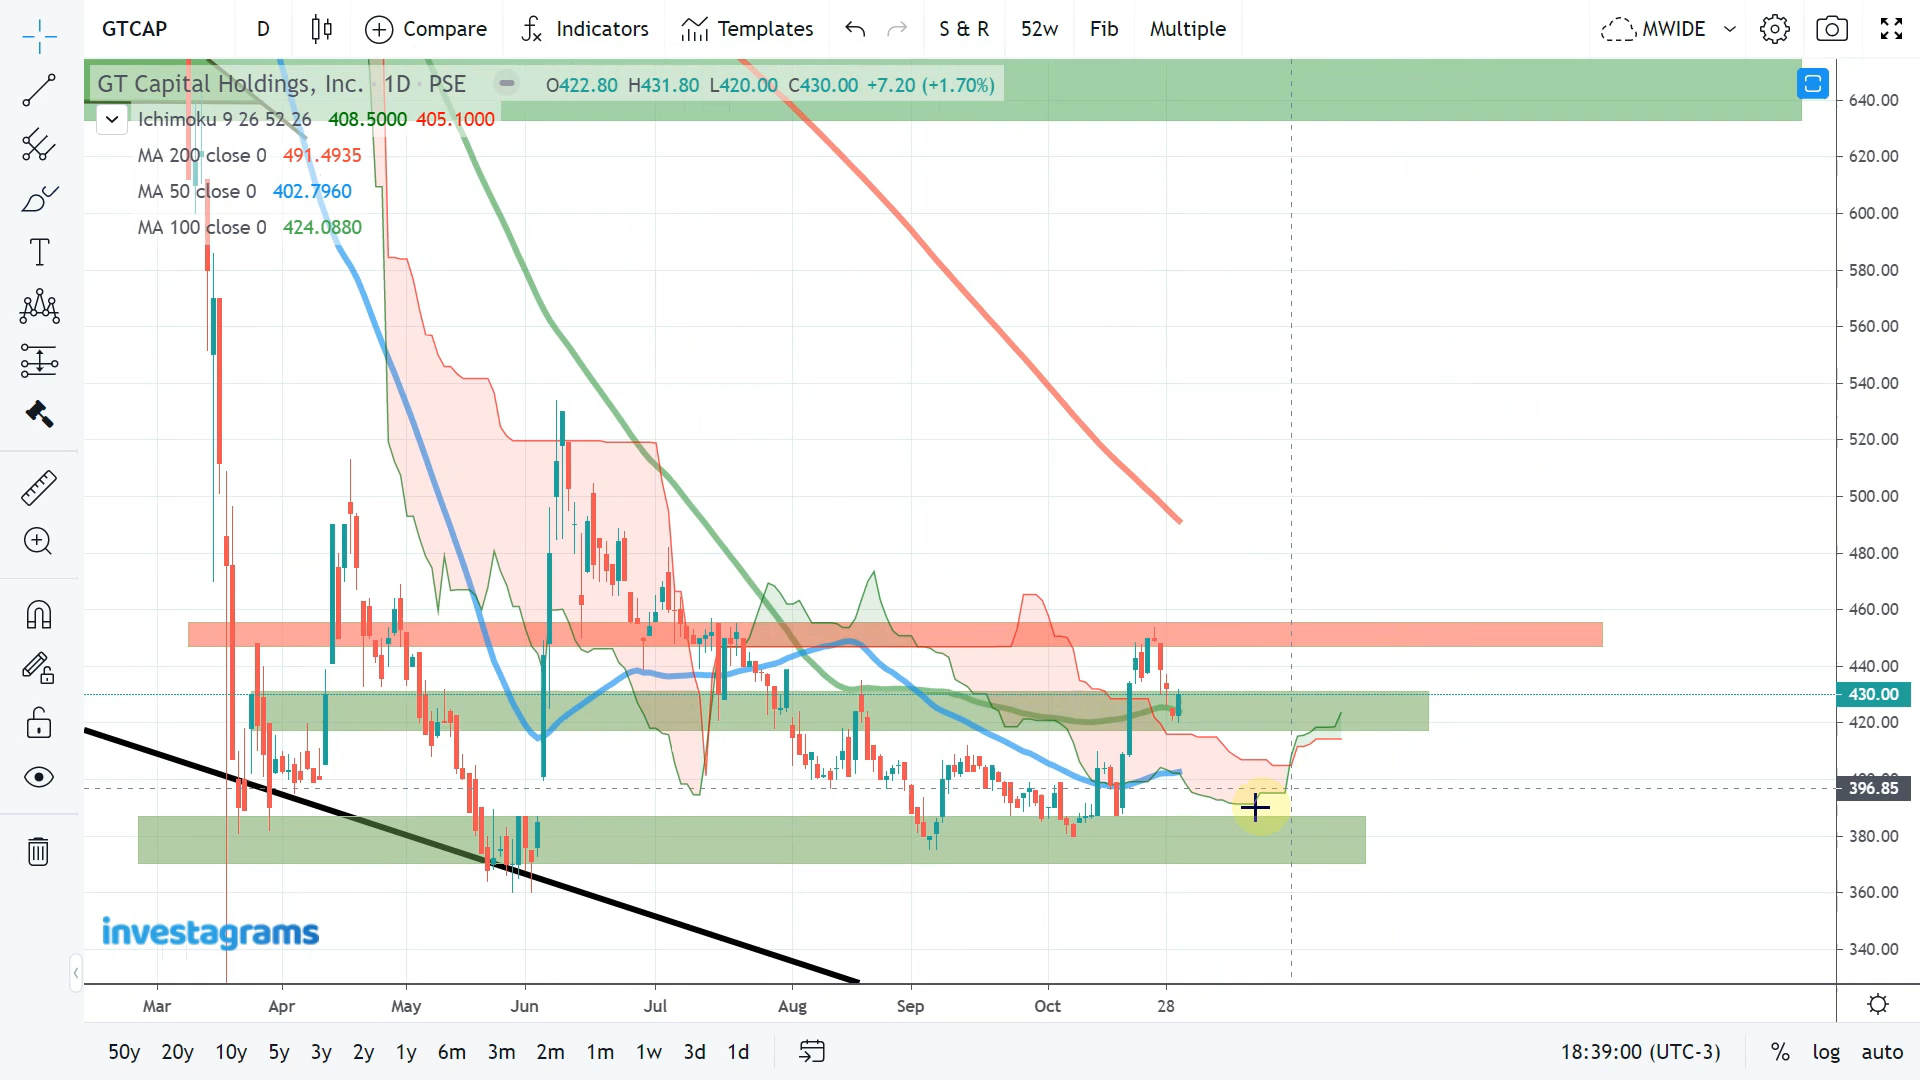 GTCAP D Compare Indicators Templates S & R 52w Fib Multiple MWIDE
GT Capital Holdings, Inc. · 1D · PSE O422.80 H431.80 L420.00 C430.00 +7.20 (+1.70%)
Ichimoku 9 26 52 26 408.5000 405.1000
MA 200 close 0 491.4935
MA 50 close 0 402.7960
MA 100 close 0 424.0880
640.00
620.00
600.00
580.00
560.00
540.00
520.00
500.00
480.00
460.00
440.00
430.00
420.00
396.85
380.00
360.00
340.00
investagrams
Mar Apr May Jun Jul Aug Sep Oct 28
50y 20y 10y 5y 3y 2y 1y 6m 3m 2m 1m 1w 3d 1d 18:39:00 (UTC-3) % log auto